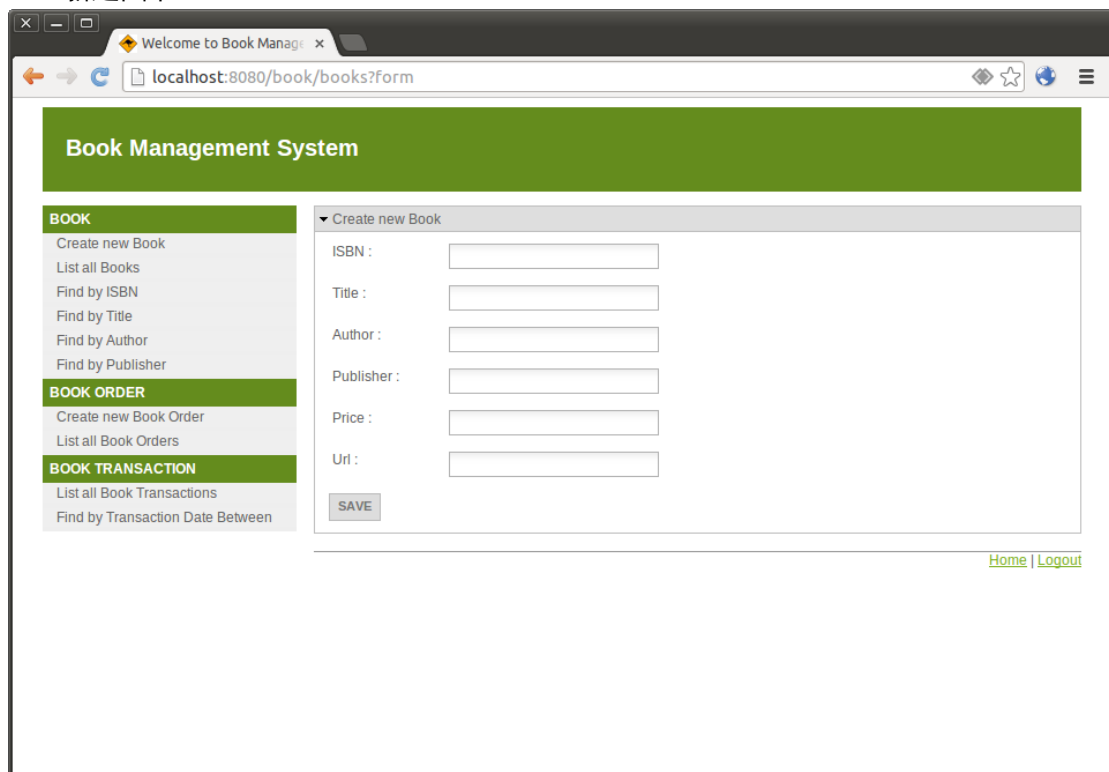 Welcome to Book Manage
localhost:8080/book/books?form
Book Management System
BOOK
Create new Book
List all Books
Find by ISBN
Find by Title
Find by Author
Find by Publisher
BOOK ORDER
Create new Book Order
List all Book Orders
BOOK TRANSACTION
List all Book Transactions
Find by Transaction Date Between
Create new Book
ISBN :
Title :
Author :
Publisher :
Price :
Url :
SAVE
Home | Logout